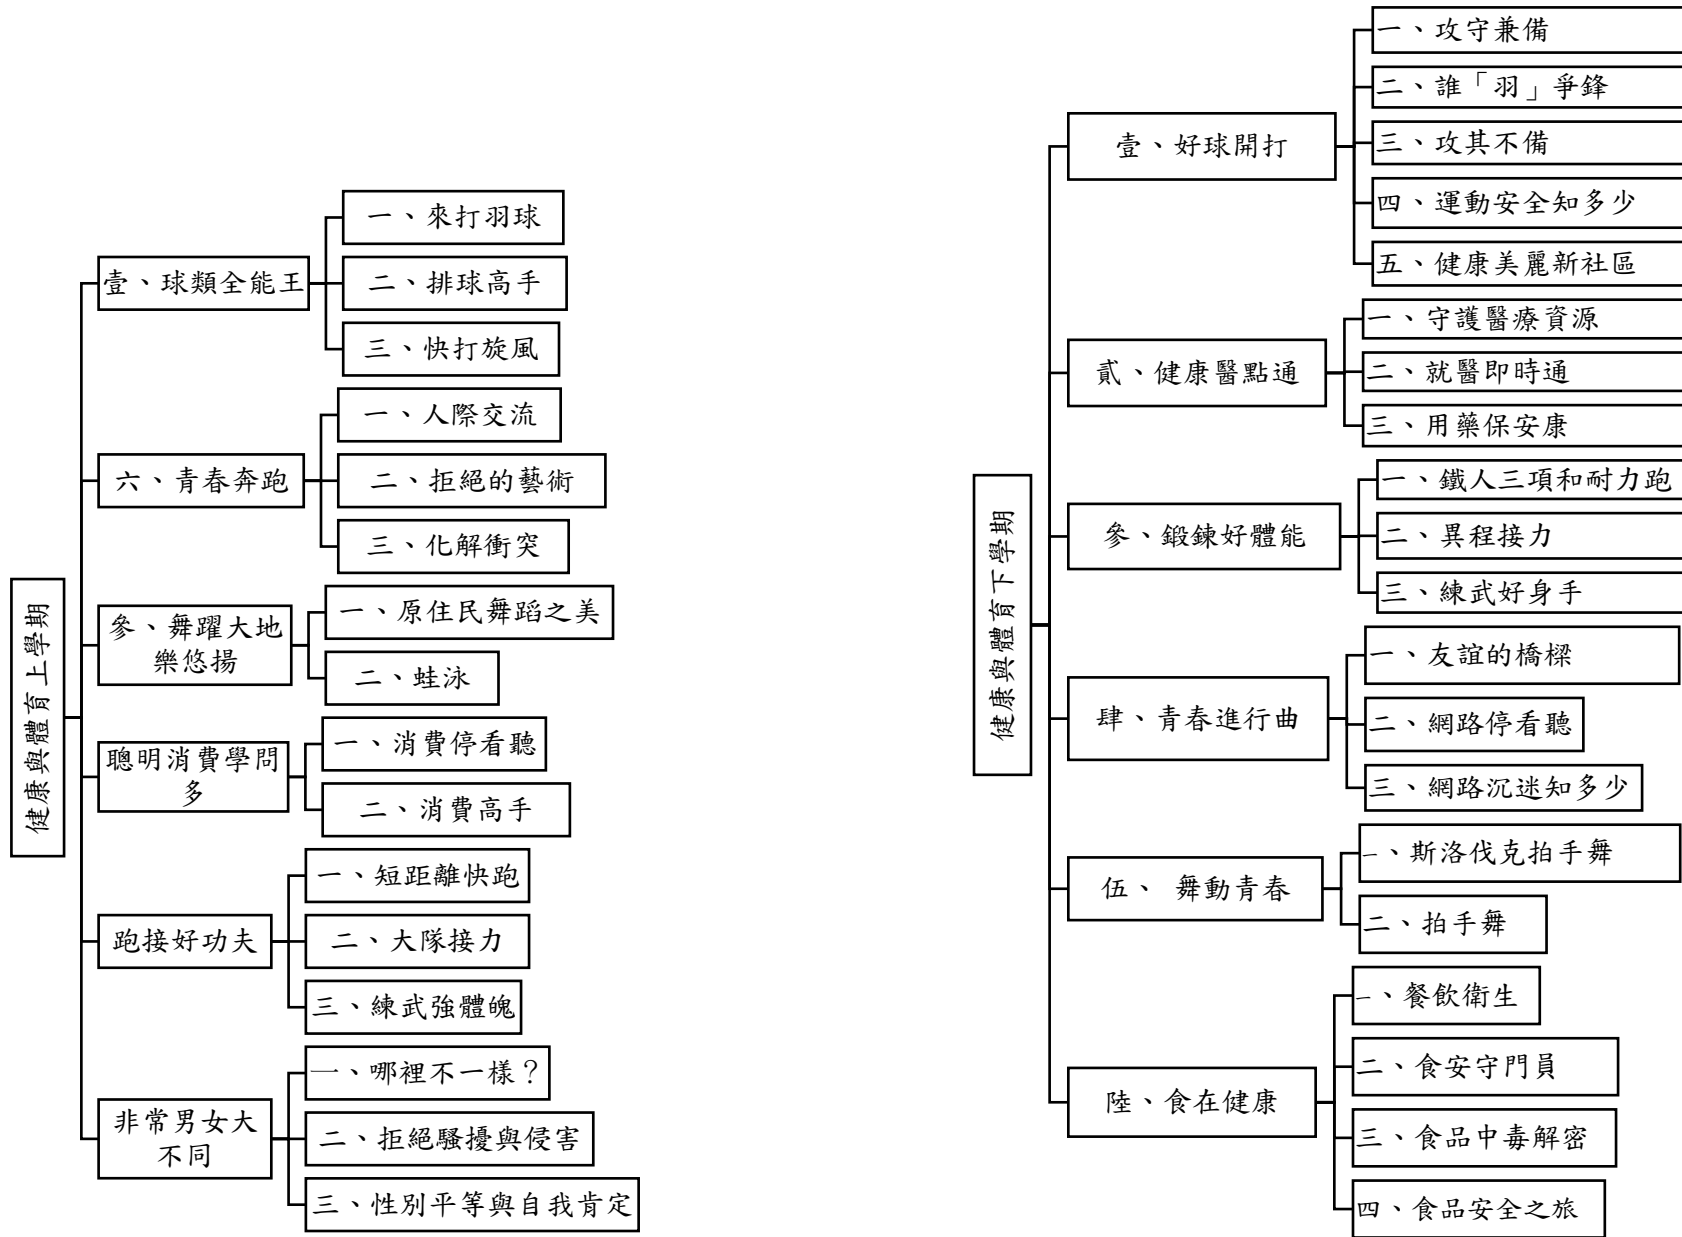 健康與體育上學期
壹、球類全能王
一、來打羽球
二、排球高手
三、快打旋風
六、青春奔跑
一、人際交流
二、拒絕的藝術
三、化解衝突
參、舞躍大地
樂悠揚
一、原住民舞蹈之美
二、蛙泳
聰明消費學問
多
一、消費停看聽
二、消費高手
跑接好功夫
一、短距離快跑
二、大隊接力
三、練武強體魄
非常男女大
不同
一、哪裡不一樣？
二、拒絕騷擾與侵害
三、性別平等與自我肯定
健康與體育下學期
壹、好球開打
一、攻守兼備
二、誰「羽」爭鋒
三、攻其不備
四、運動安全知多少
五、健康美麗新社區
貳、健康醫點通
一、守護醫療資源
二、就醫即時通
三、用藥保安康
參、鍛鍊好體能
一、鐵人三項和耐力跑
二、異程接力
三、練武好身手
肆、青春進行曲
一、友誼的橋樑
二、網路停看聽
三、網路沉迷知多少
伍、 舞動青春
一、斯洛伐克拍手舞
二、拍手舞
陸、食在健康
一、餐飲衛生
二、食安守門員
三、食品中毒解密
四、食品安全之旅